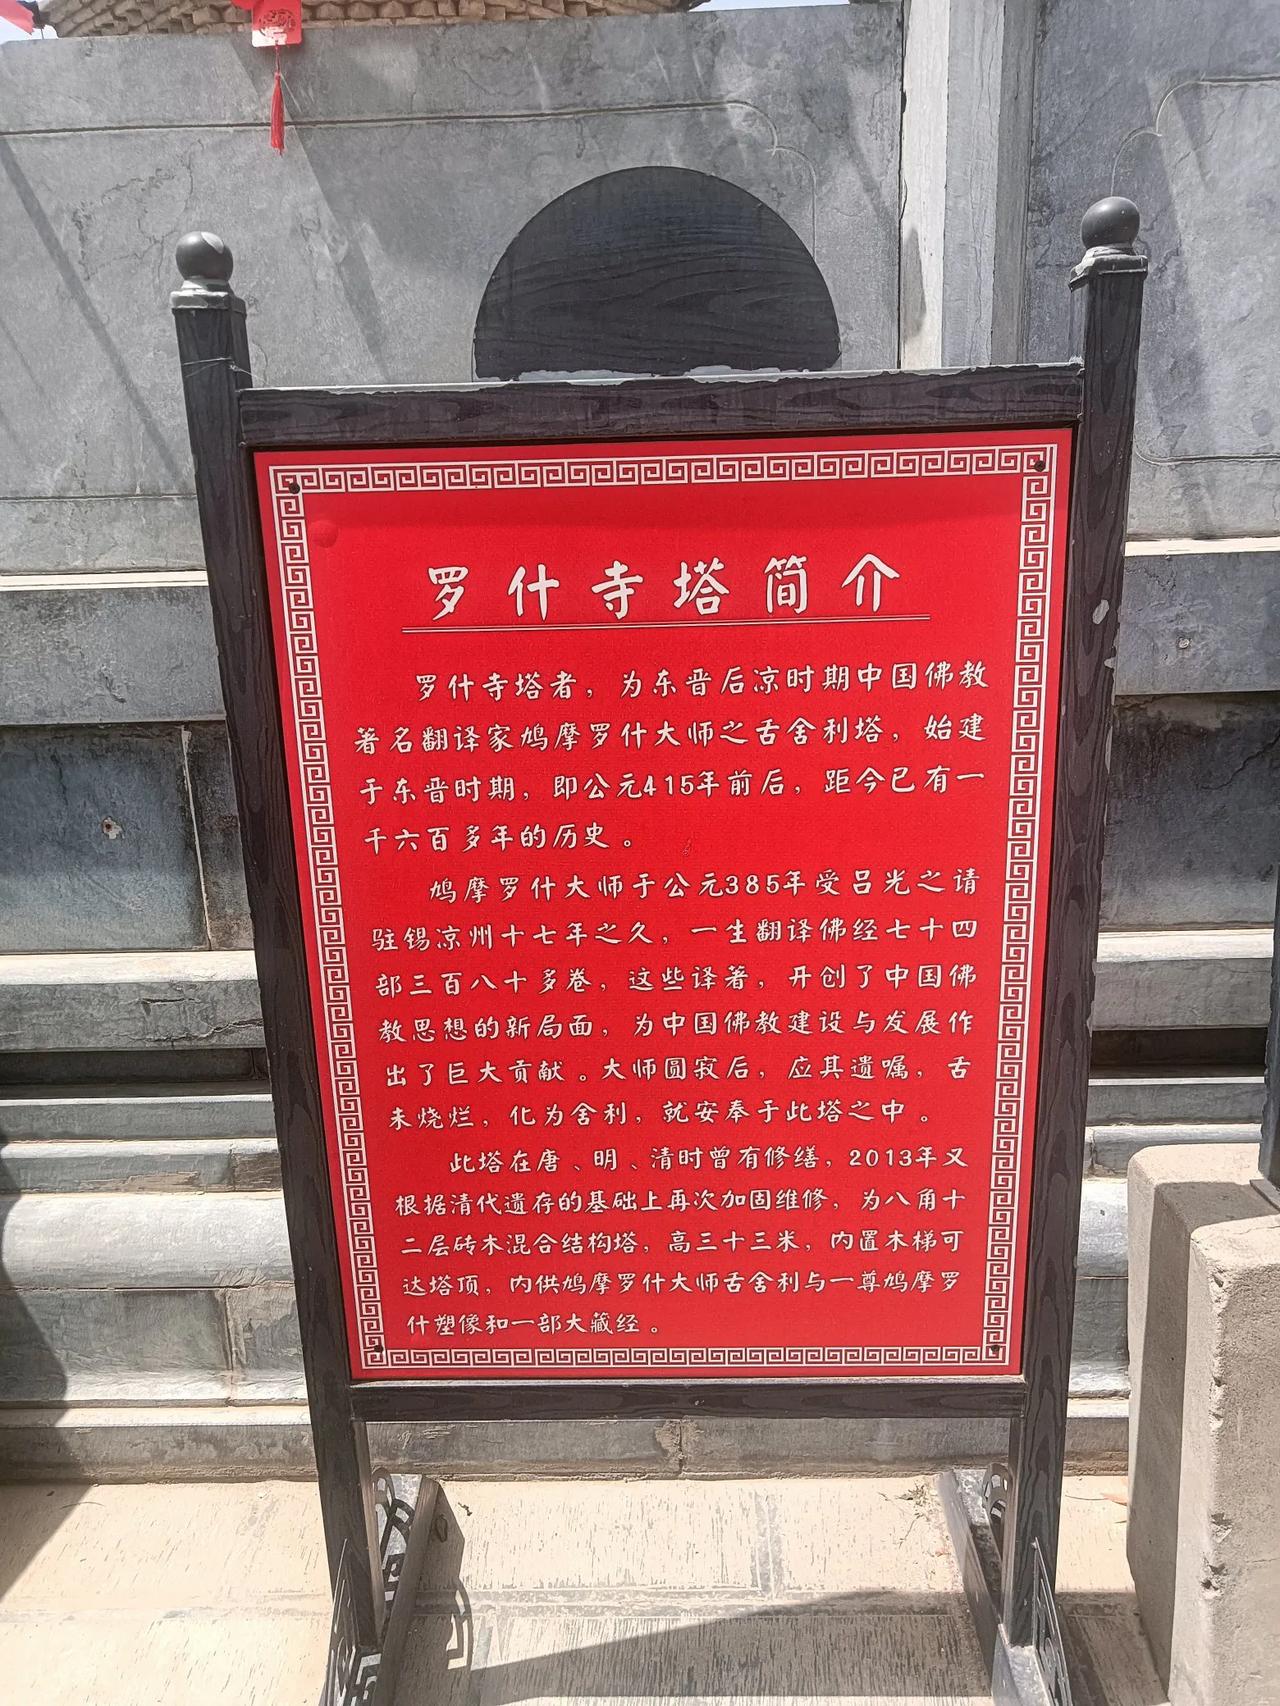 罗什寺塔简介
罗什寺塔者，为东晋后凉时期中国佛教
著名翻译家鸠摩罗什大师之舌舍利塔，始建
于东晋时期，即公元415年前后，距今已有一
千六百多年的历史。
鸠摩罗什大师于公元385年受吕光之请
驻锡凉州十七年之久，一生翻译佛经七十四
部三百八十多卷，这些译著，开创了中国佛
教思想的新局面，为中国佛教建设与发展作
出了巨大贡献。大师圆寂后，应其遗嘱，舌
未烧烂，化为舍利，就安奉于此塔之中。
此塔在唐、明、清时曾有修缮，2013年又
根据清代遗存的基础上再次加固维修，为八角十
二层砖木混合结构塔，高三十三米，内置木梯可
达塔顶，内供鸠摩罗什大师舌舍利与一尊鸠摩罗
什塑像和一部大藏经。